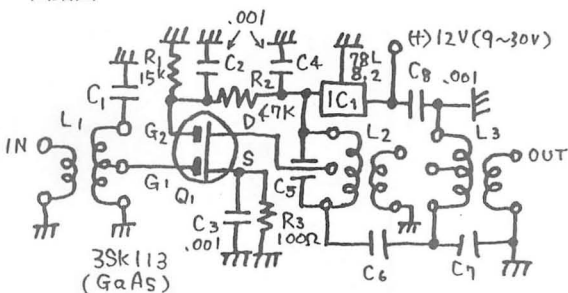 .001
R1
15k
C2
C4
(+)12V(9~30V)
C1
R2
47K
78L
8.2
IC1
C8
.001
L1
IN
G2
D
S
L2
L3
OUT
G1
Q1
C5
C3
.001
R3
100Ω
C6
C7
3SK113
(GaAs)